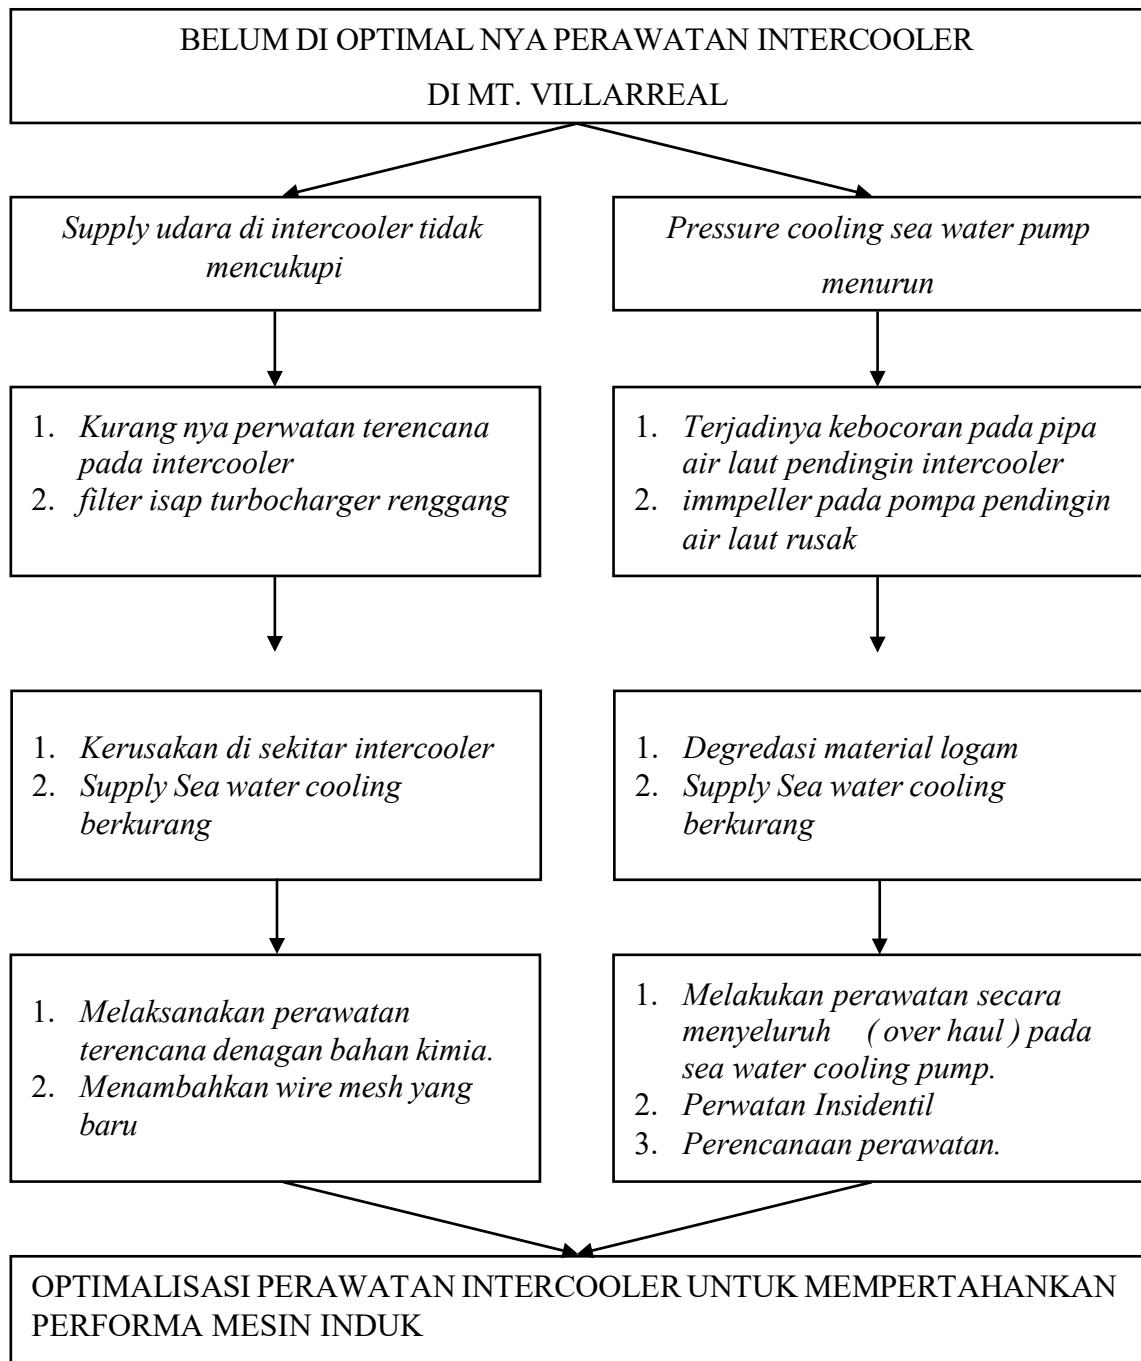 BELUM DI OPTIMAL NYA PERAWATAN INTERCOOLER
DI MT. VILLARREAL
Supply udara di intercooler tidak
mencukupi
Pressure cooling sea water pump
menurun
1. Kurang nya perwatan terencana
pada intercooler
2. filter isap turbocharger renggang
1. Terjadinya kebocoran pada pipa
air laut pendingin intercooler
2. immpeller pada pompa pendingin
air laut rusak
1. Kerusakan di sekitar intercooler
2. Supply Sea water cooling
berkurang
1. Degredasi material logam
2. Supply Sea water cooling
berkurang
1. Melaksanakan perawatan
terencana denagan bahan kimia.
2. Menambahkan wire mesh yang
baru
1. Melakukan perawatan secara
menyeluruh ( over haul ) pada
sea water cooling pump.
2. Perwatan Insidentil
3. Perencanaan perawatan.
OPTIMALISASI PERAWATAN INTERCOOLER UNTUK MEMPERTAHANKAN
PERFORMA MESIN INDUK